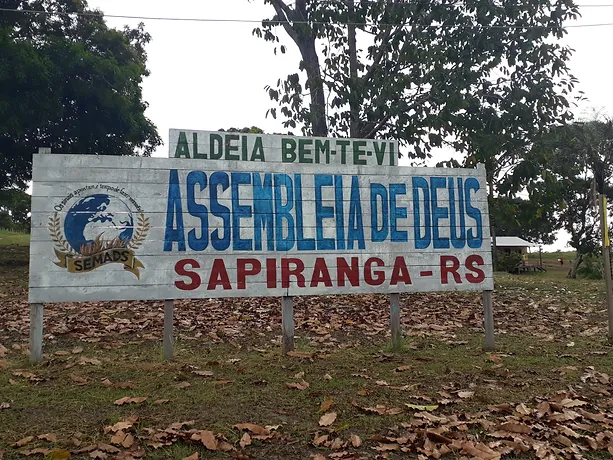 ALDEIA BEM-TE-VI
ASSEMBLEIA DE DEUS
SAPIRANGA-RS
SEMADS